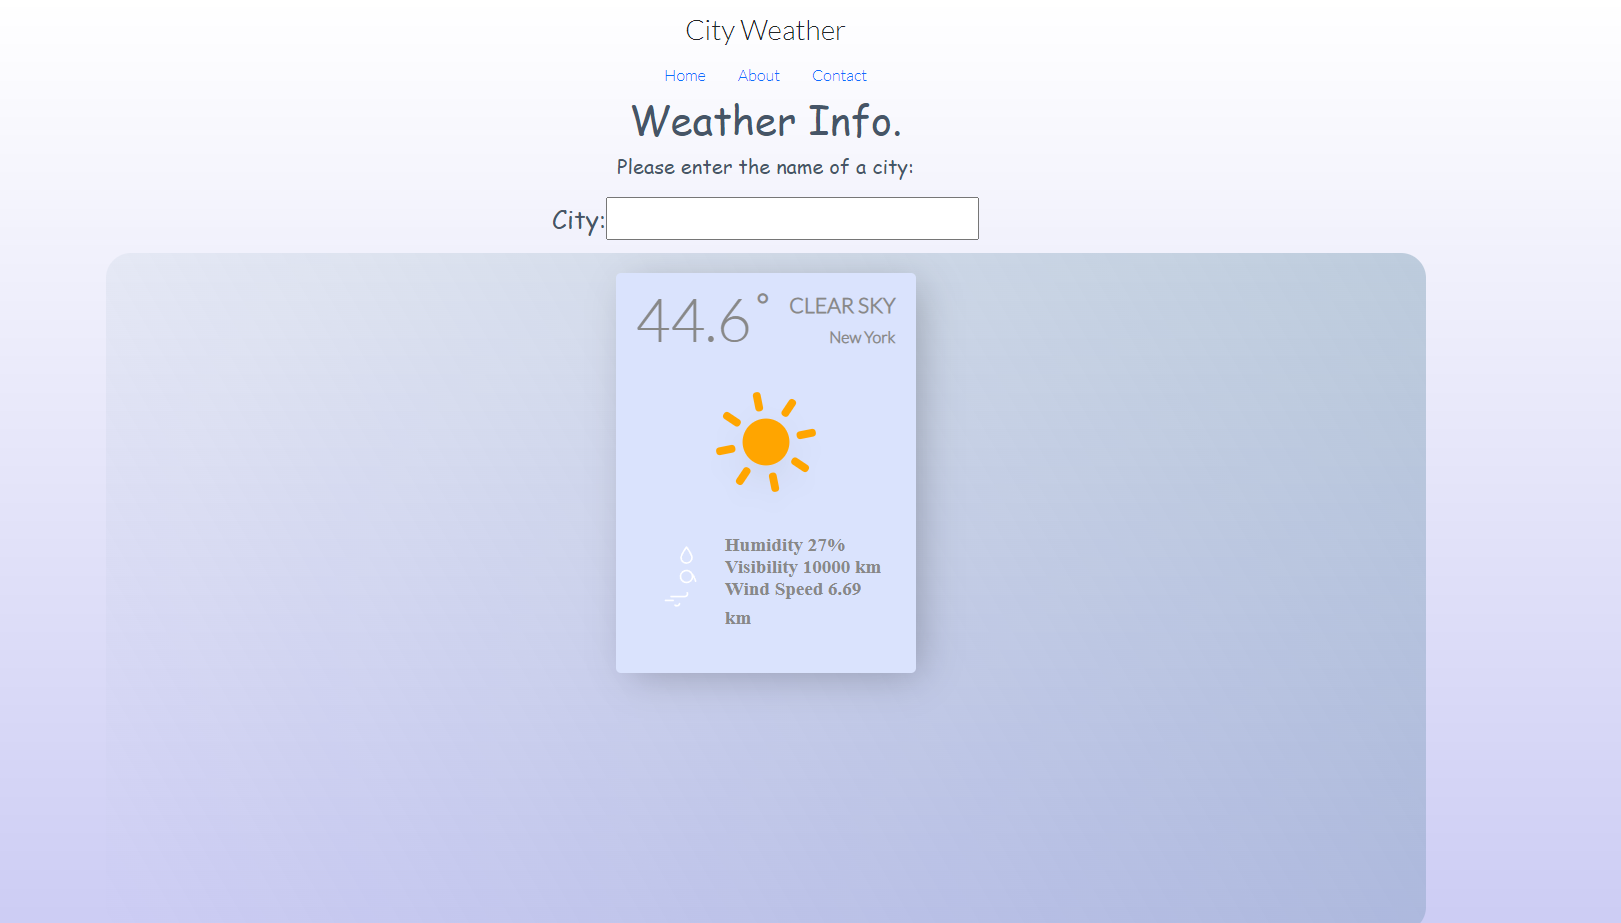 City Weather
Home About Contact
Weather Info.
Please enter the name of a city:
City:
44.6° CLEAR SKY
New York
Humidity 27%
Visibility 10000 km
Wind Speed 6.69
km